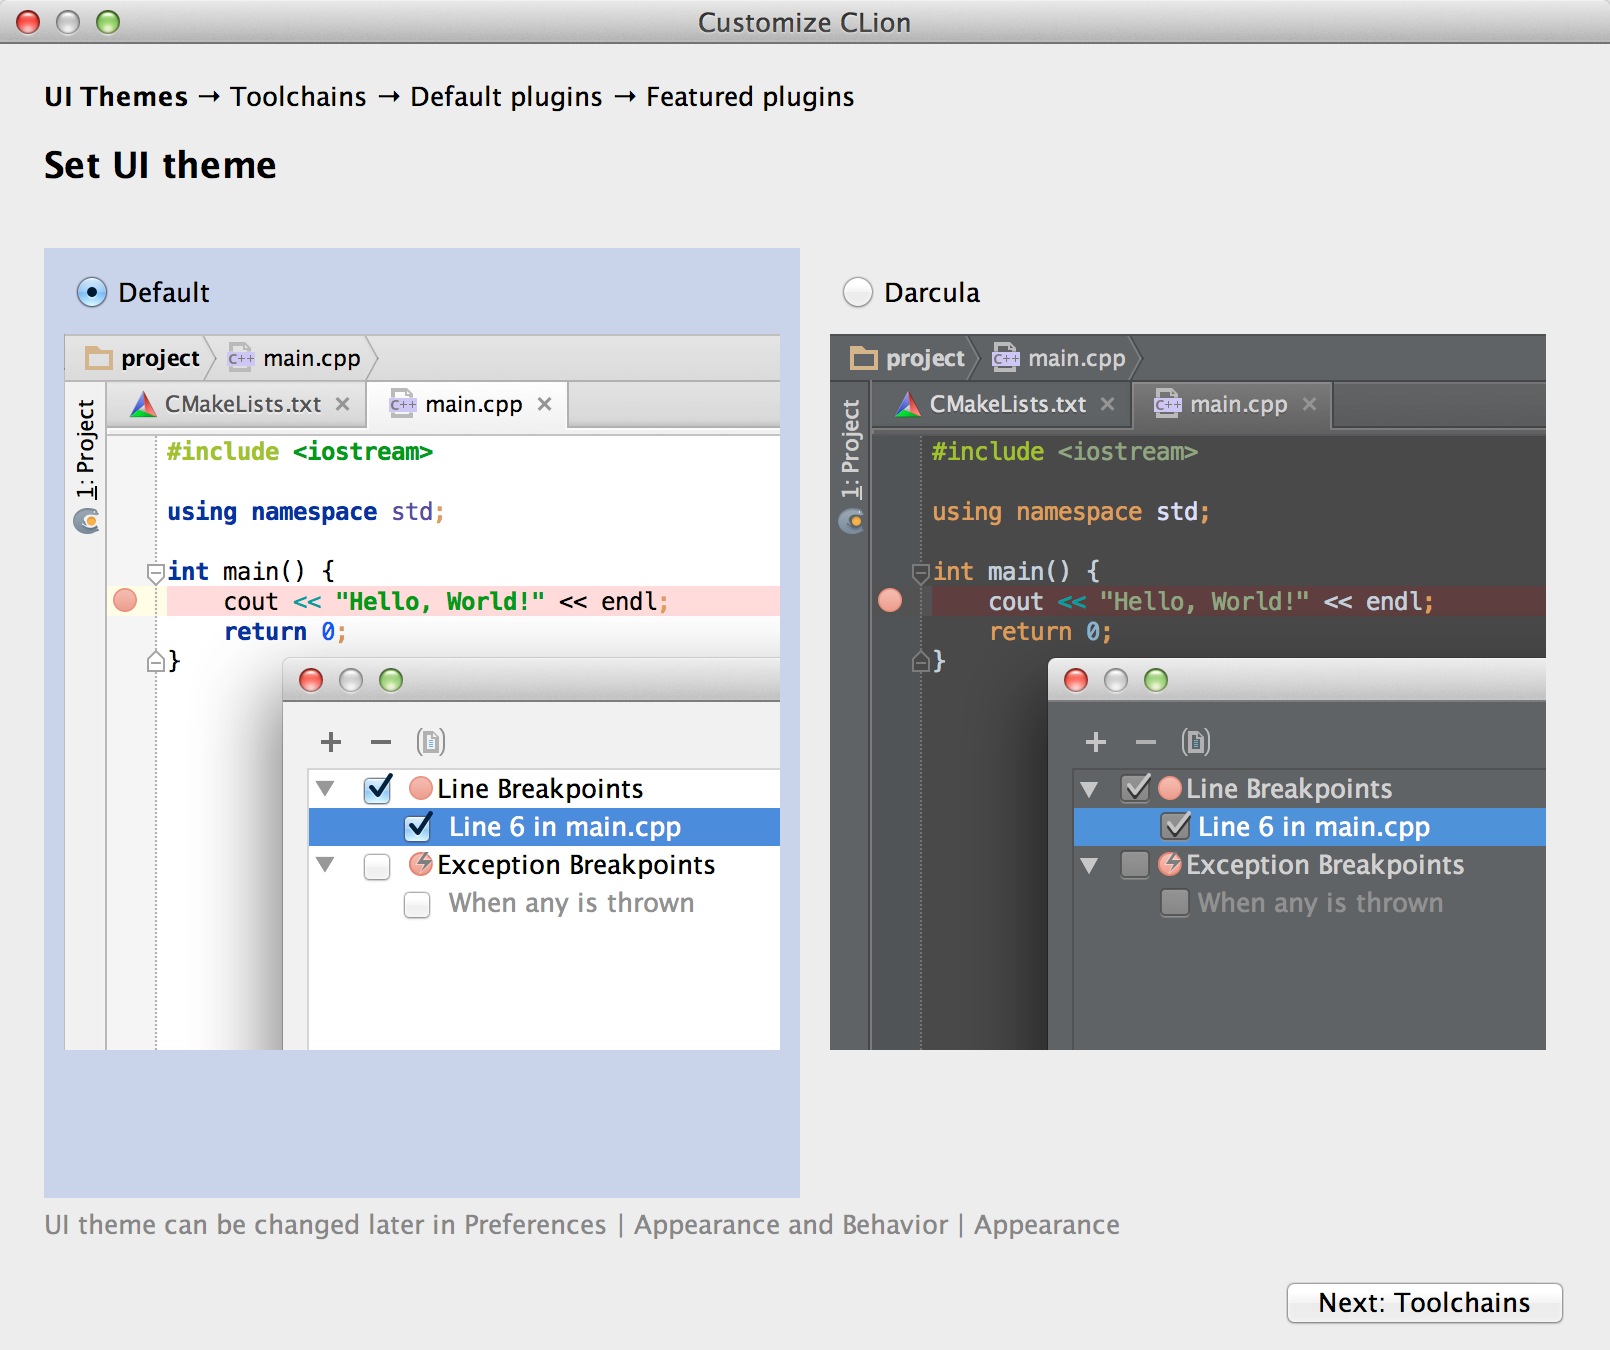 Customize CLion
UI Themes → Toolchains → Default plugins → Featured plugins
Set UI theme
Default
project
C++ main.cpp
CMakeLists.txt
C++ main.cpp
1: Project
#include <iostream>
using namespace std;
int main() {
cout << "Hello, World!" << endl;
return 0;
}
Line Breakpoints
Line 6 in main.cpp
Exception Breakpoints
When any is thrown
Darcula
project
C++ main.cpp
CMakeLists.txt
C++ main.cpp
1: Project
#include <iostream>
using namespace std;
int main() {
cout << "Hello, World!" << endl;
return 0;
}
Line Breakpoints
Line 6 in main.cpp
Exception Breakpoints
When any is thrown
UI theme can be changed later in Preferences | Appearance and Behavior | Appearance
Next: Toolchains